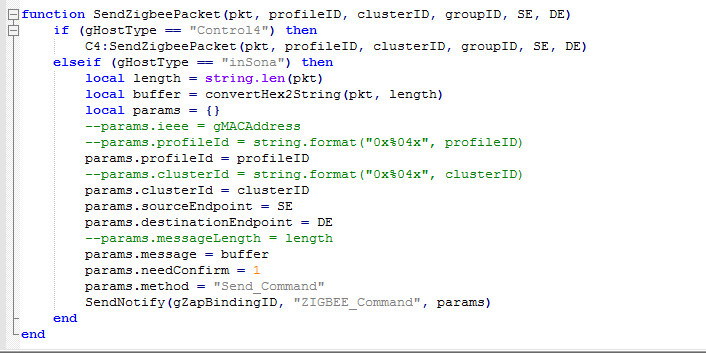 function SendZigbeePacket(pkt, profileID, clusterID, groupID, SE, DE)
    if (gHostType == "Control4") then
        C4:SendZigbeePacket(pkt, profileID, clusterID, groupID, SE, DE)
    elseif (gHostType == "inSona") then
        local length = string.len(pkt)
        local buffer = convertHex2String(pkt, length)
        local params = {}
        --params.ieee = gMACAddress
        --params.profileId = string.format("0x%04x", profileID)
        params.profileId = profileID
        --params.clusterId = string.format("0x%04x", clusterID)
        params.clusterId = clusterID
        params.sourceEndpoint = SE
        params.destinationEndpoint = DE
        --params.messageLength = length
        params.message = buffer
        params.needConfirm = 1
        params.method = "Send_Command"
        SendNotify(gZapBindingID, "ZIGBEE_Command", params)
    end
end